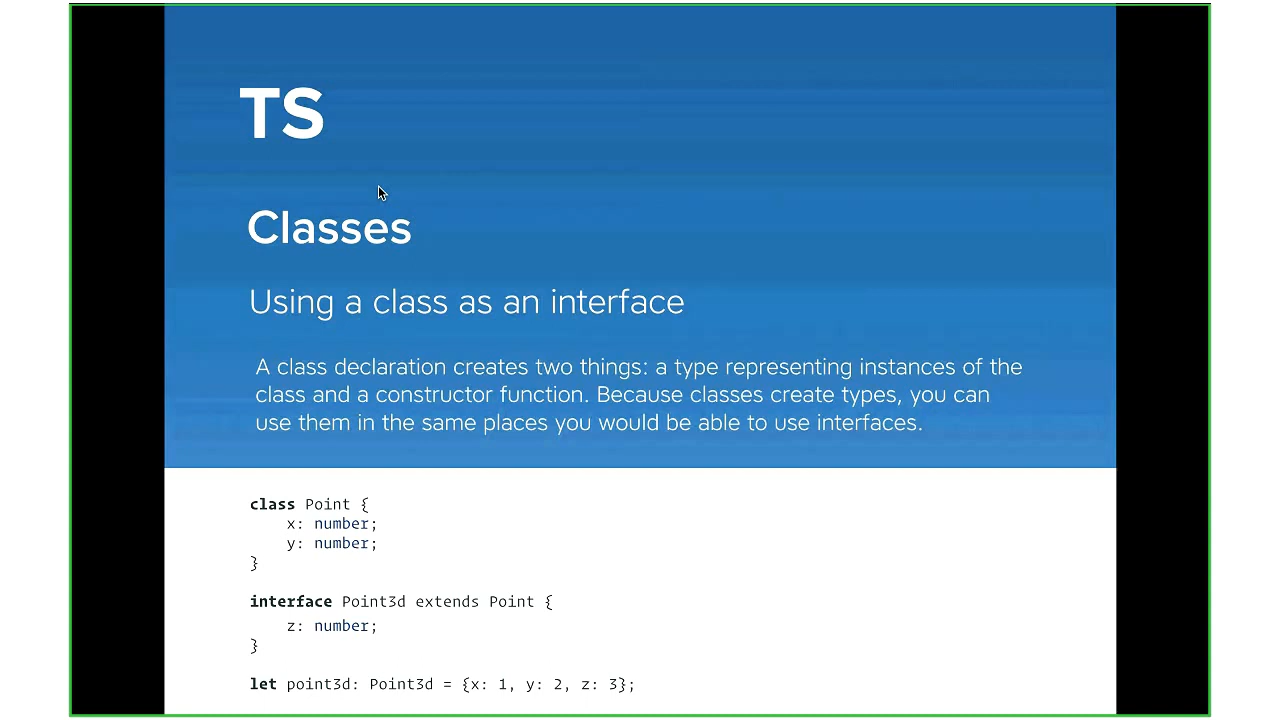 TS
Classes
Using a class as an interface
A class declaration creates two things: a type representing instances of the
class and a constructor function. Because classes create types, you can
use them in the same places you would be able to use interfaces.
class Point {
    x: number;
    y: number;
}
interface Point3d extends Point {
    z: number;
}
let point3d: Point3d = {x: 1, y: 2, z: 3};